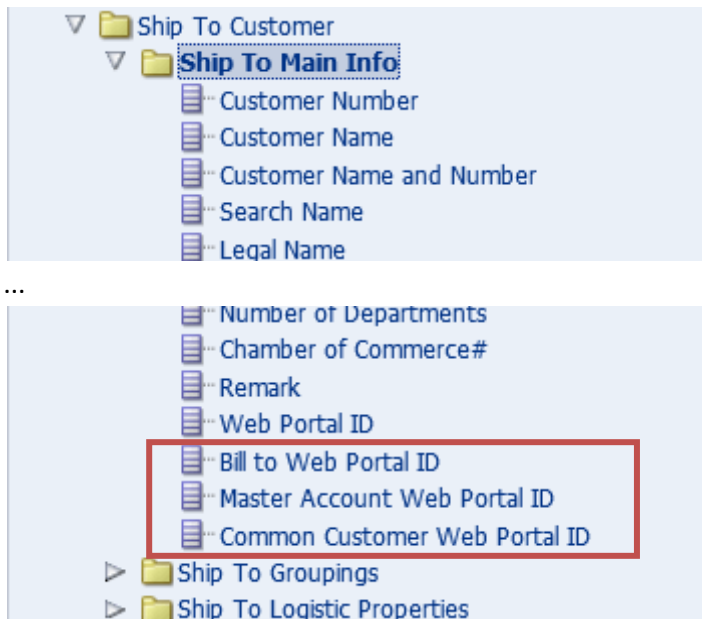 Ship To Customer
Ship To Main Info
Customer Number
Customer Name
Customer Name and Number
Search Name
Legal Name
...
Number of Departments
Chamber of Commerce#
Remark
Web Portal ID
Bill to Web Portal ID
Master Account Web Portal ID
Common Customer Web Portal ID
Ship To Groupings
Ship To Logistic Properties